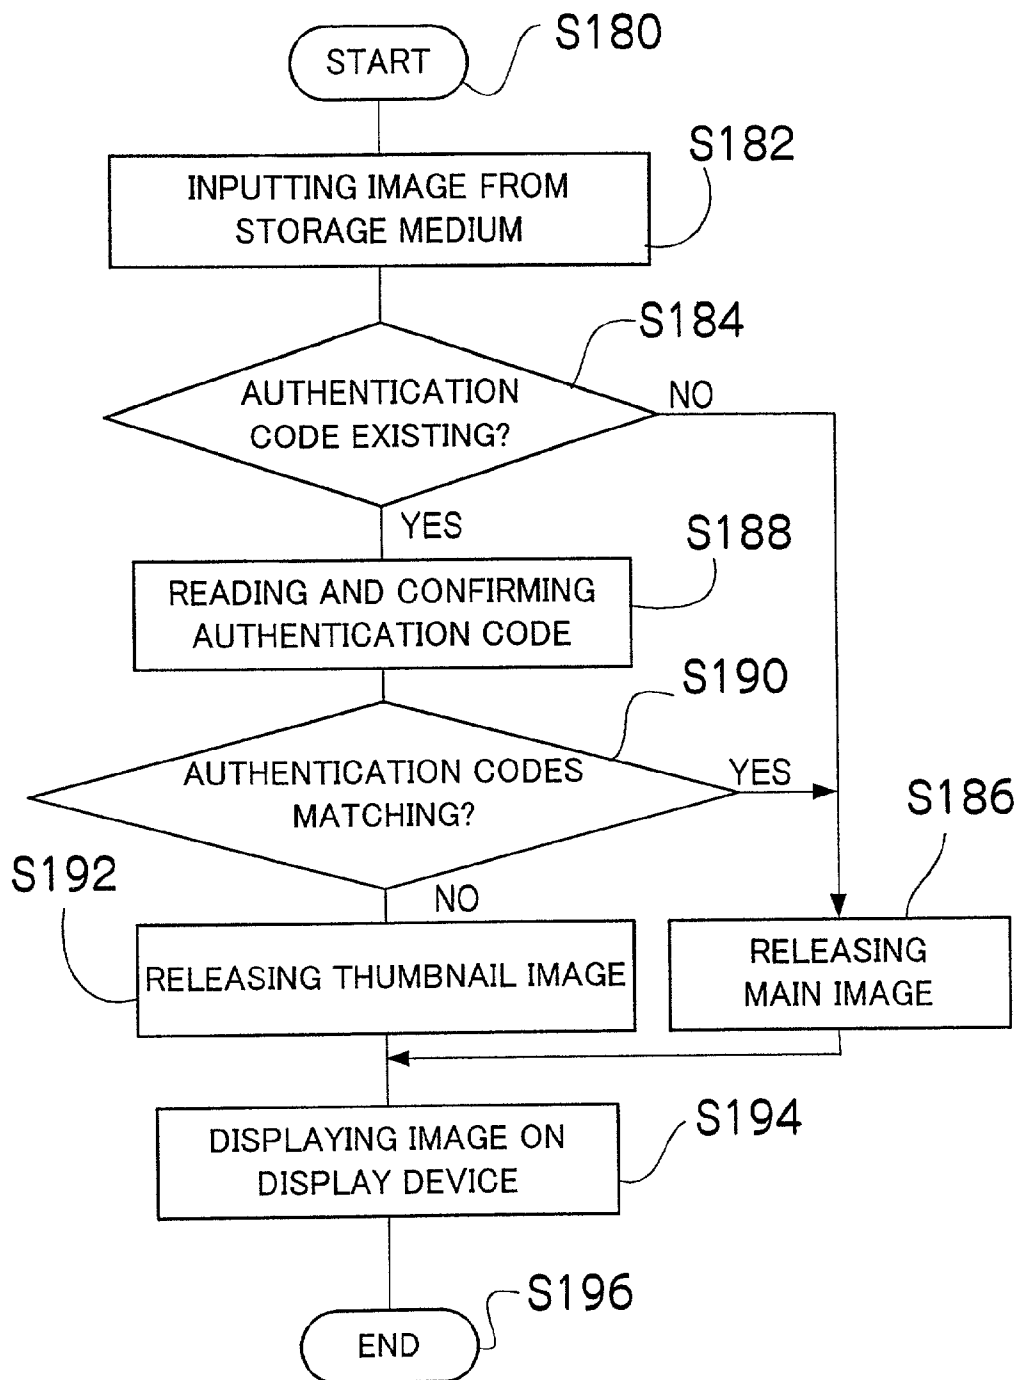 S180
START
S182
INPUTTING IMAGE FROM
STORAGE MEDIUM
S184
AUTHENTICATION
CODE EXISTING?
NO
YES
S188
READING AND CONFIRMING
AUTHENTICATION CODE
S190
AUTHENTICATION CODES
MATCHING?
YES
S186
S192
NO
RELEASING THUMBNAIL IMAGE
RELEASING
MAIN IMAGE
S194
DISPLAYING IMAGE ON
DISPLAY DEVICE
S196
END